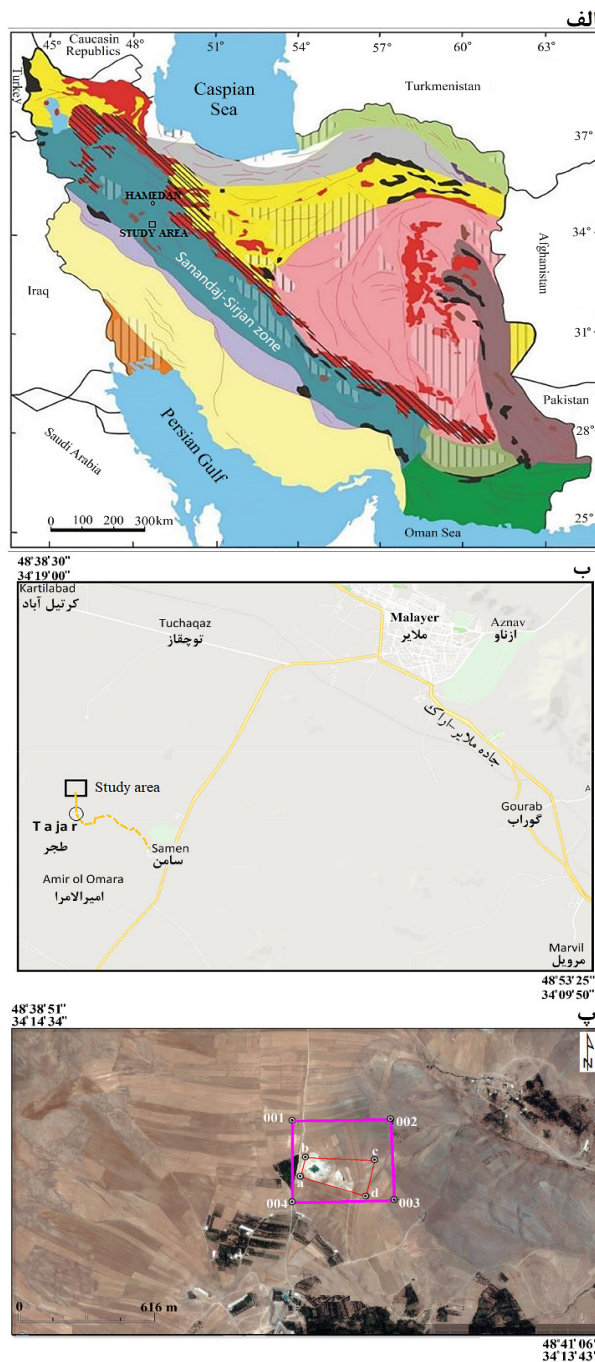 الف
45° 48° 51° 54° 57° 60° 63°
Caucasin
Republics
Turkey
Caspian
Sea
Turkmenistan
37°
HAMEDAN
STUDY AREA
34°
Afghanistan
Iraq
Sanandaj-Sirjan zone
31°
Pakistan
Saudi Arabia
Persian Gulf
28°
0 100 200 300km
25°
Oman Sea
ب
48°38'30"
34°19'00"
Kartilabad
کرتیل آباد
Tuchaqaz
توچقاز
Malayer
ملایر
Aznav
ازناو
جاده ملایر-اراک
Study area
Tajar
طجر
Samen
سامن
Gourab
گوراب
A
Amir ol Omara
امیرالامرا
Marvil
مرویل
48°53'25"
34°09'50"
پ
48°38'51"
34°14'34"
N
001
002
b
c
a
d
004
003
0 616 m
48°41'06"
34°13'43"